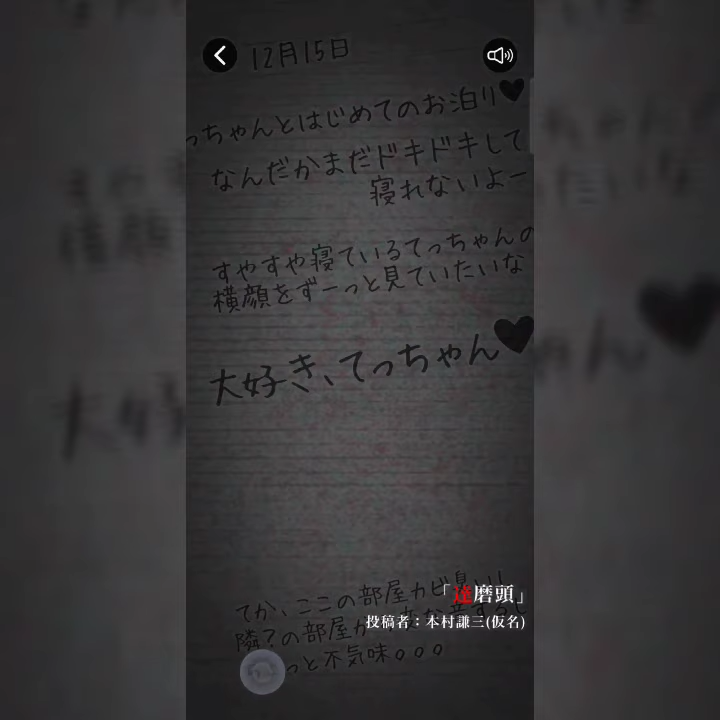 12月15日
っちゃんとはじめてのお泊り♥
なんだかまだドキドキして
寝れないよー
すやすや寝ているてっちゃんの
横顔をずーっと見ていたいな
大好き、てっちゃん♥
てか、ここの部屋カビ臭いし
「達磨頭」
隣?の部屋か
投稿者：本村謙三(仮名)
っと不気味。。。